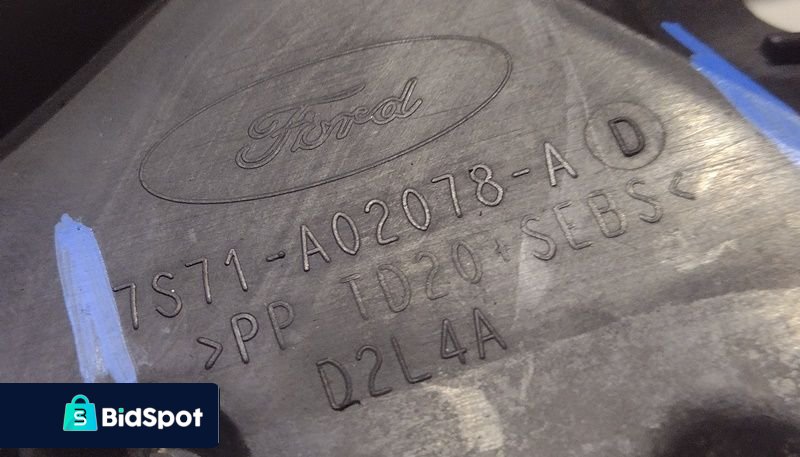 Ford
7S71-A02078-A D
>PP TD20+SEBS<
D2L4A
BidSpot